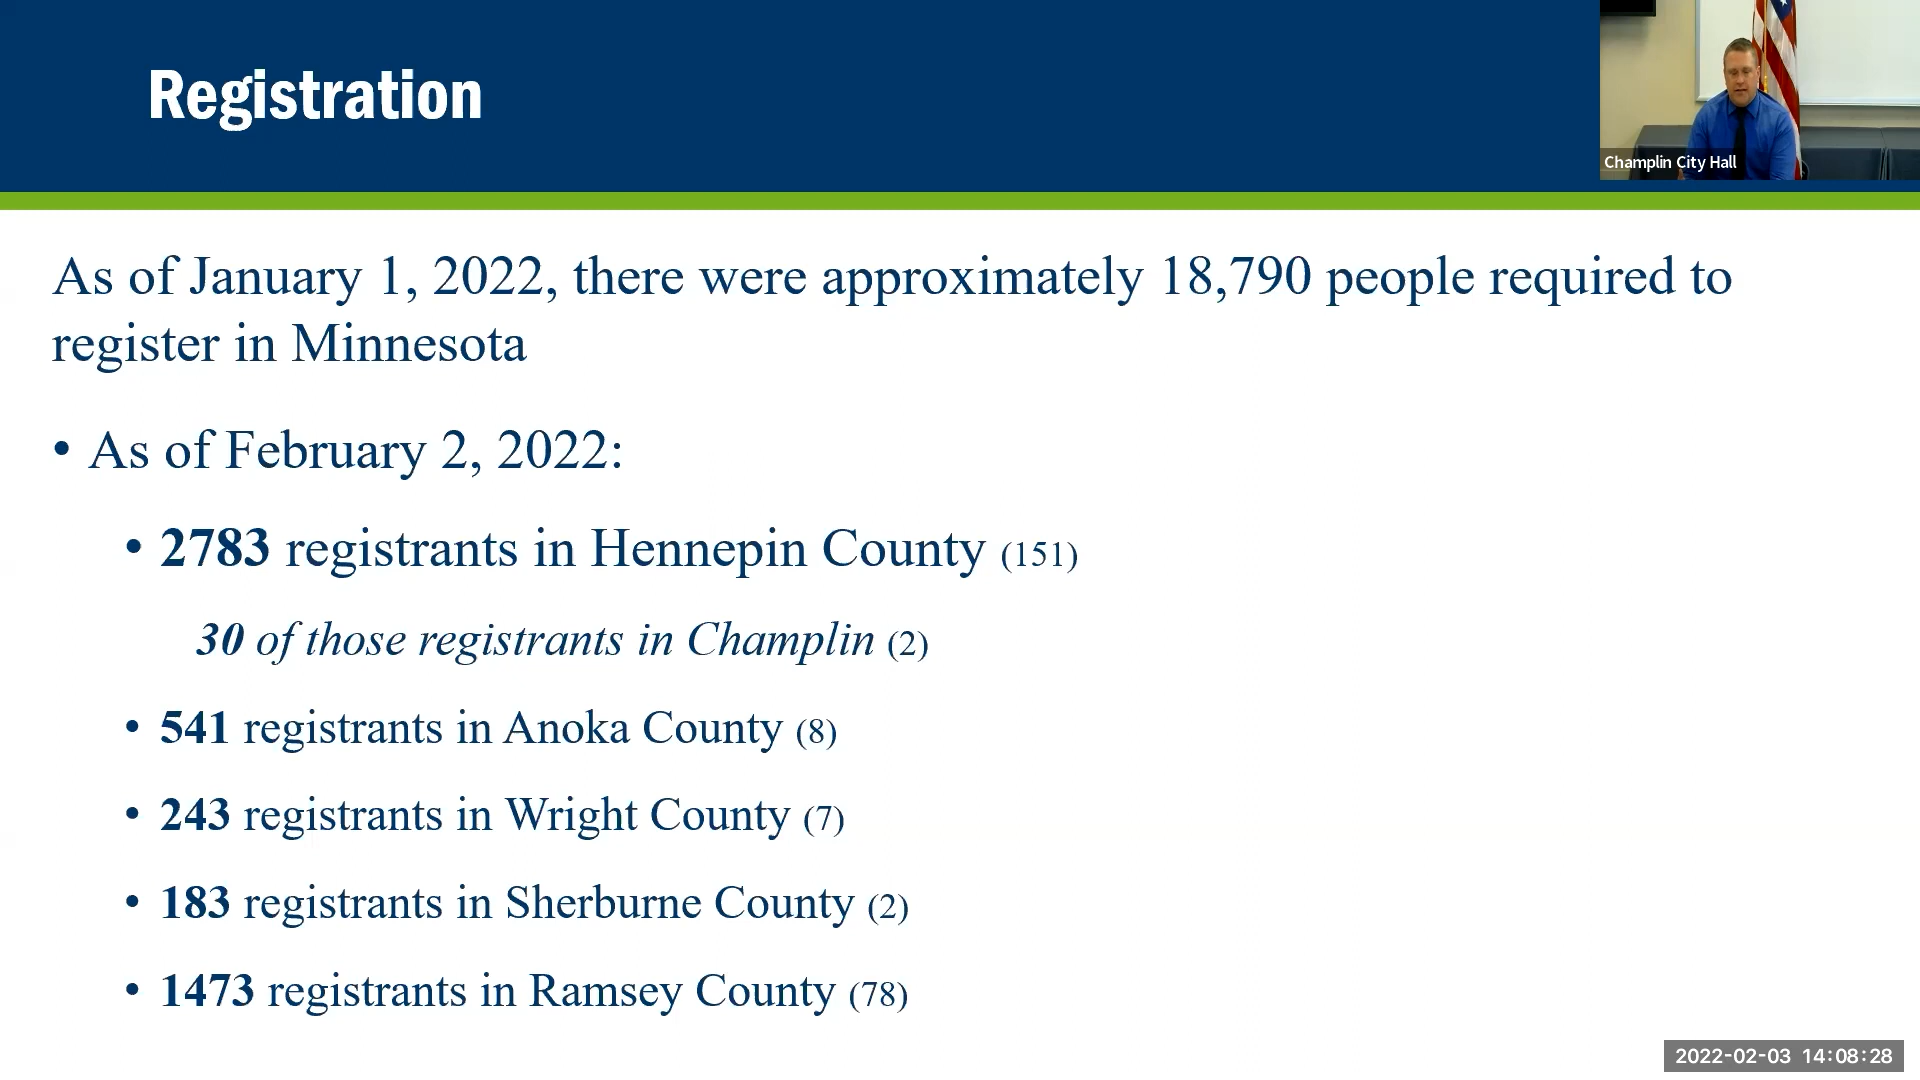 Registration
Champlin City Hall
As of January 1, 2022, there were approximately 18,790 people required to
register in Minnesota
• As of February 2, 2022:
• 2783 registrants in Hennepin County (151)
30 of those registrants in Champlin (2)
• 541 registrants in Anoka County (8)
• 243 registrants in Wright County (7)
• 183 registrants in Sherburne County (2)
• 1473 registrants in Ramsey County (78)
2022-02-03 14:08:28